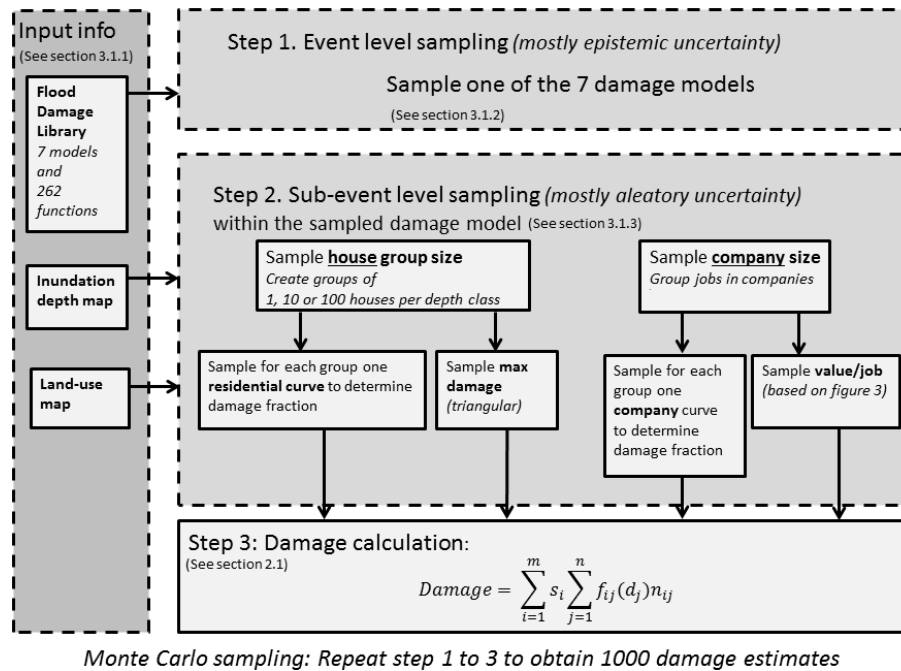 Input info
(See section 3.1.1)
Flood
Damage
Library
7 models
and
262
functions
Inundation
depth map
Land-use
map
Step 1. Event level sampling (mostly epistemic uncertainty)
Sample one of the 7 damage models
(See section 3.1.2)
Step 2. Sub-event level sampling (mostly aleatory uncertainty)
within the sampled damage model (See section 3.1.3)
Sample house group size
Create groups of
1, 10 or 100 houses per depth class
Sample company size
Group jobs in companies
Sample for each group one
residential curve to determine
damage fraction
Sample max
damage
(triangular)
Sample for each
group one
company curve
to determine
damage fraction
Sample value/job
(based on figure 3)
Step 3: Damage calculation:
(See section 2.1)
Damage = \sum_{i=1}^{m} s_i \sum_{j=1}^{n} f_{ij}(d_j)n_{ij}
Monte Carlo sampling: Repeat step 1 to 3 to obtain 1000 damage estimates